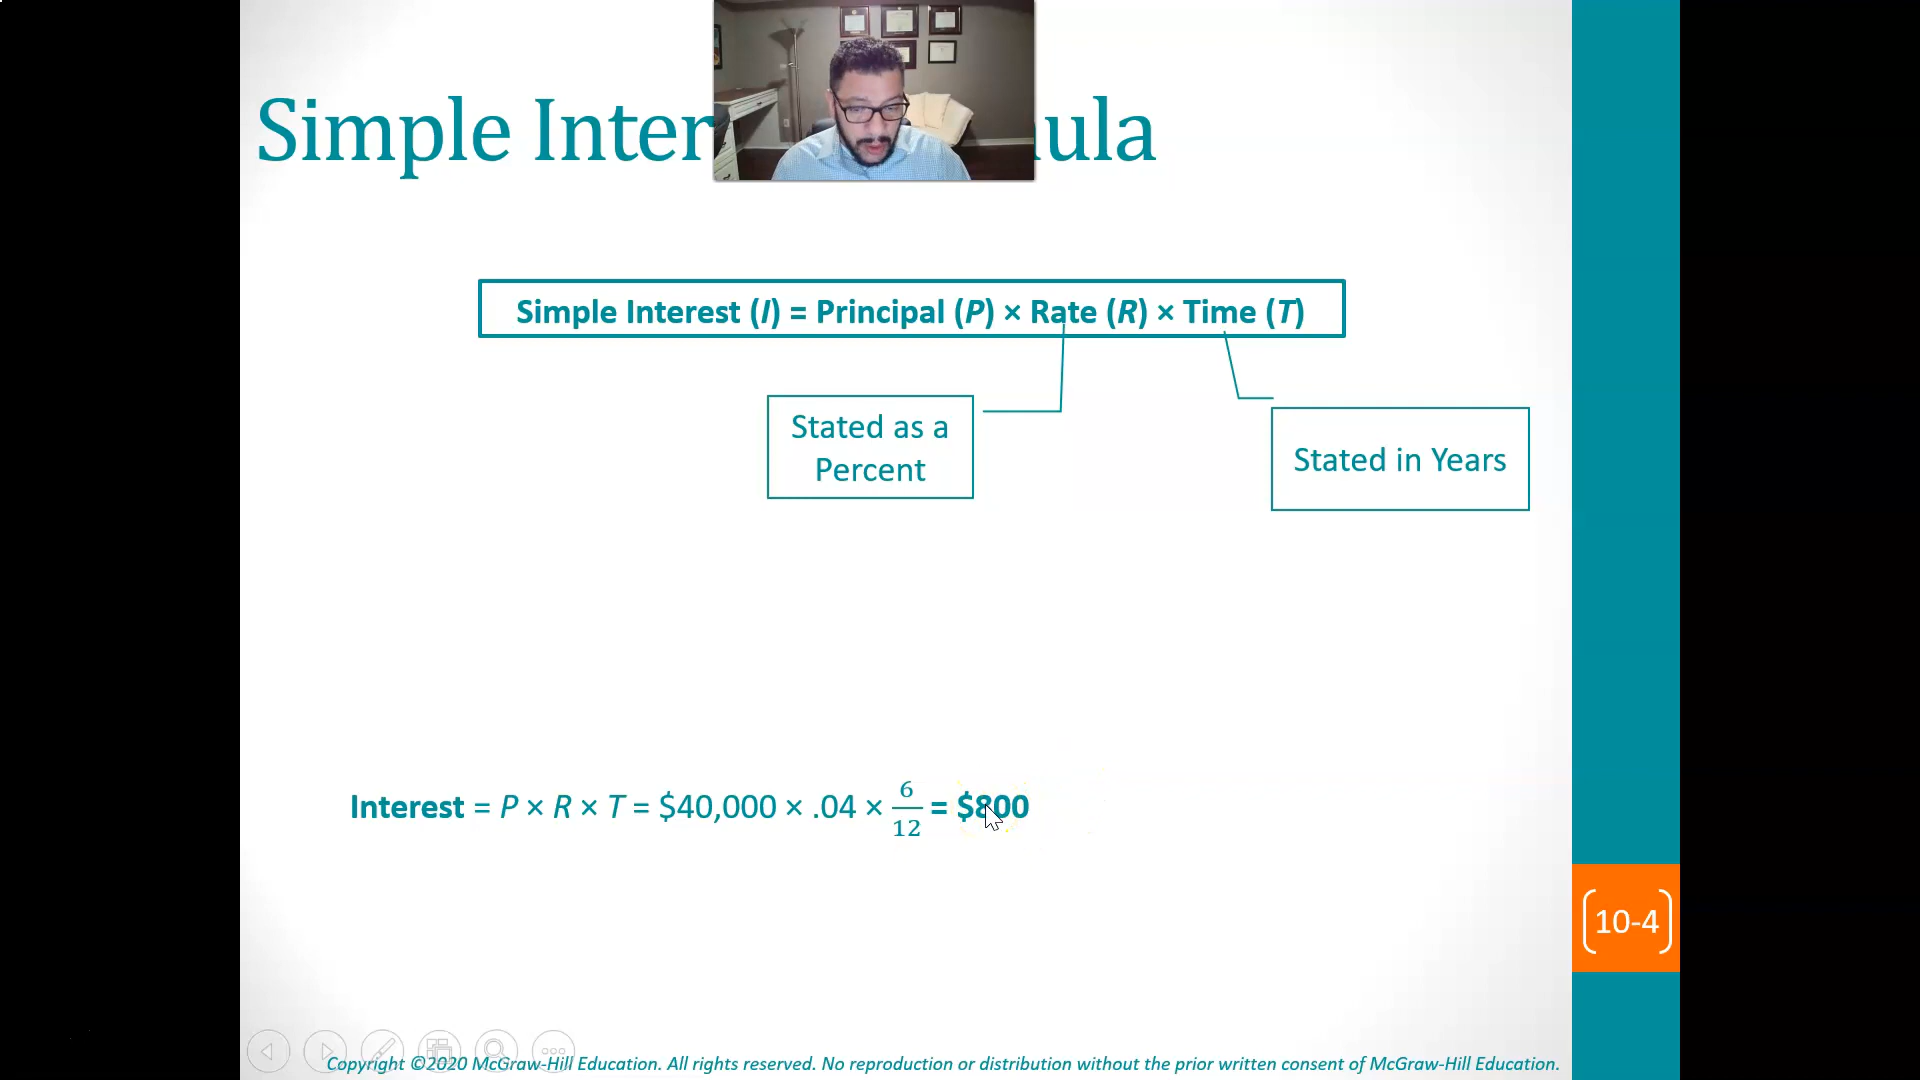 Simple Inter ula
Simple Interest (I) = Principal (P) × Rate (R) × Time (T)
Stated as a
Percent
Stated in Years
Interest = P × R × T = $40,000 × .04 × 6/12 = $800
10-4
Copyright ©2020 McGraw-Hill Education. All rights reserved. No reproduction or distribution without the prior written consent of McGraw-Hill Education.